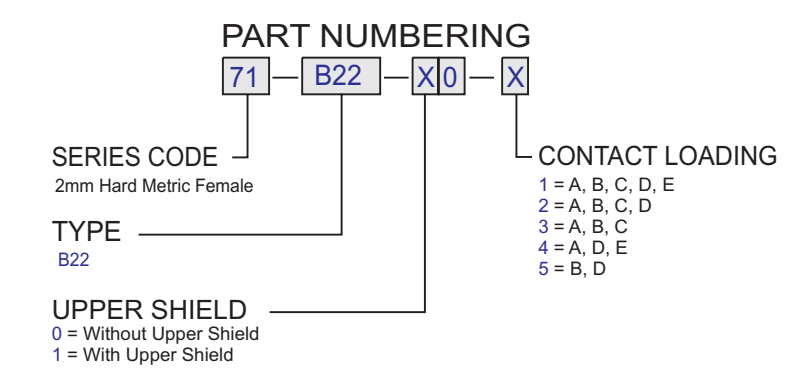 PART NUMBERING
71 — B22 — X 0 — X
SERIES CODE
2mm Hard Metric Female
TYPE
B22
UPPER SHIELD
0 = Without Upper Shield
1 = With Upper Shield
CONTACT LOADING
1 = A, B, C, D, E
2 = A, B, C, D
3 = A, B, C
4 = A, D, E
5 = B, D